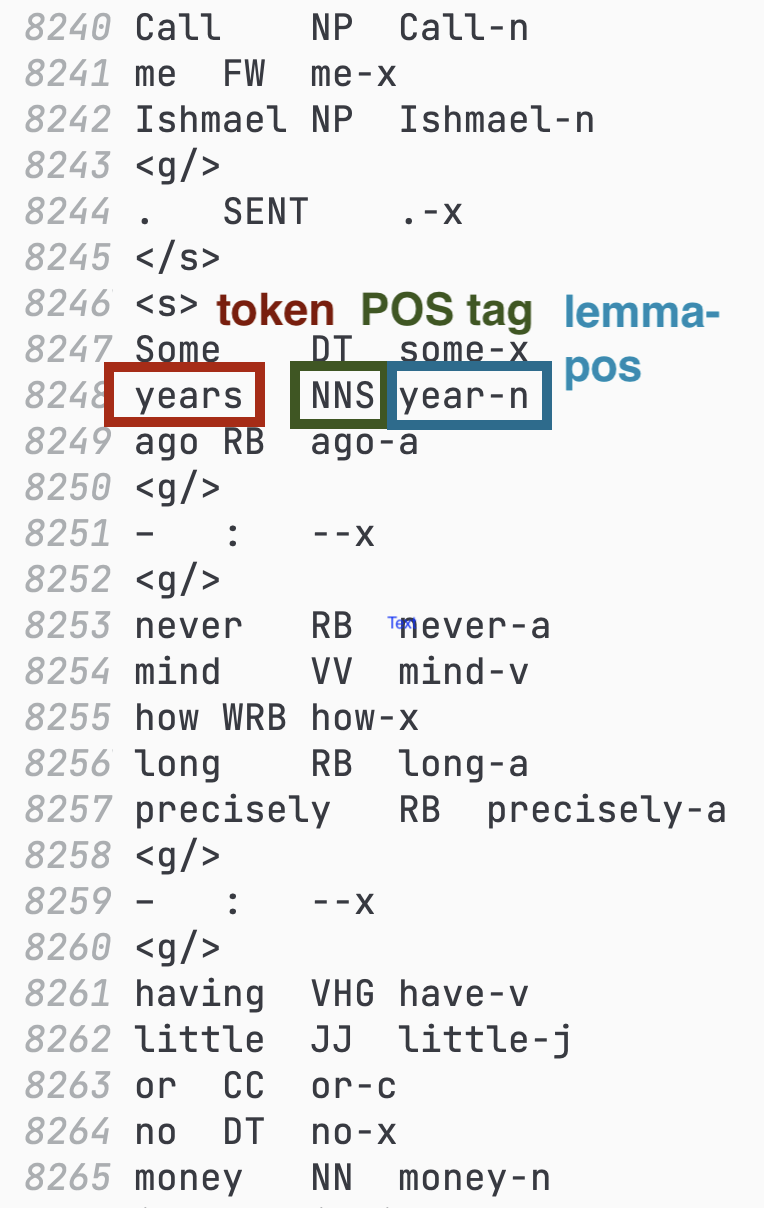 8240 Call NP Call-n
8241 me FW me-x
8242 Ishmael NP Ishmael-n
8243 <g/>
8244 . SENT .-x
8245 </s>
8246 <s> token POS tag lemma-
pos
8247 Some DT some-x
8248 years NNS year-n
8249 ago RB ago-a
8250 <g/>
8251 – : --x
8252 <g/>
8253 never RB Text never-a
8254 mind VV mind-v
8255 how WRB how-x
8256 long RB long-a
8257 precisely RB precisely-a
8258 <g/>
8259 – : --x
8260 <g/>
8261 having VHG have-v
8262 little JJ little-j
8263 or CC or-c
8264 no DT no-x
8265 money NN money-n